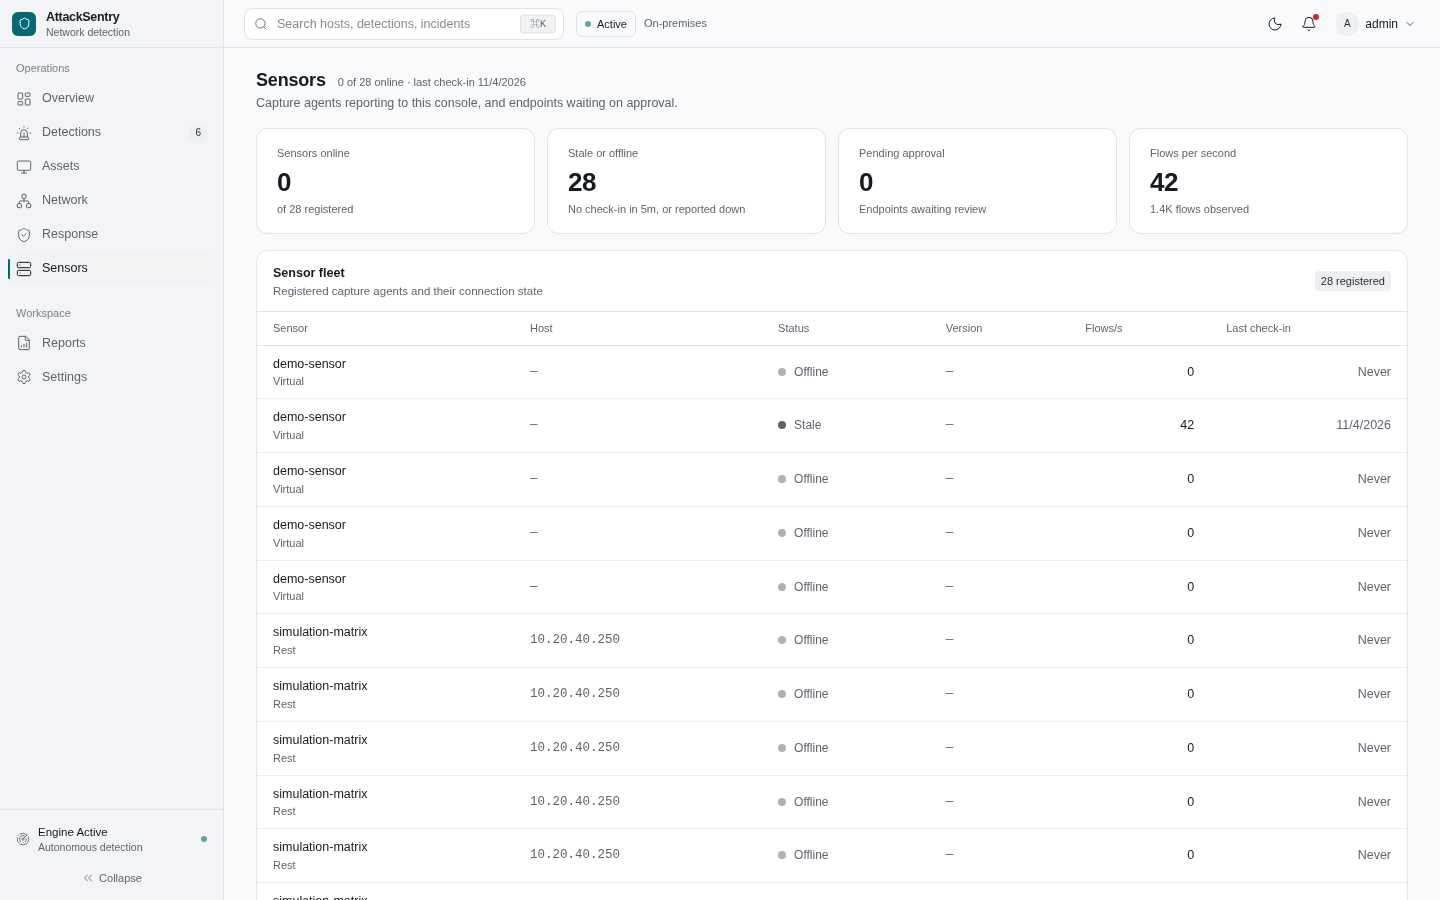 AttackSentry
Network detection
Search hosts, detections, incidents
⌘K
Active
On-premises
A
admin
Operations
Overview
Detections
6
Assets
Network
Response
Sensors
Workspace
Reports
Settings
Engine Active
Autonomous detection
Collapse
Sensors
0 of 28 online · last check-in 11/4/2026
Capture agents reporting to this console, and endpoints waiting on approval.
Sensors online
0
of 28 registered
Stale or offline
28
No check-in in 5m, or reported down
Pending approval
0
Endpoints awaiting review
Flows per second
42
1.4K flows observed
Sensor fleet
Registered capture agents and their connection state
28 registered
Sensor Host Status Version Flows/s Last check-in
demo-sensor
Virtual
— Offline — 0 Never
demo-sensor
Virtual
— Stale — 42 11/4/2026
demo-sensor
Virtual
— Offline — 0 Never
demo-sensor
Virtual
— Offline — 0 Never
demo-sensor
Virtual
— Offline — 0 Never
simulation-matrix
Rest
10.20.40.250 Offline — 0 Never
simulation-matrix
Rest
10.20.40.250 Offline — 0 Never
simulation-matrix
Rest
10.20.40.250 Offline — 0 Never
simulation-matrix
Rest
10.20.40.250 Offline — 0 Never
simulation-matrix
Rest
10.20.40.250 Offline — 0 Never
simulation-matrix